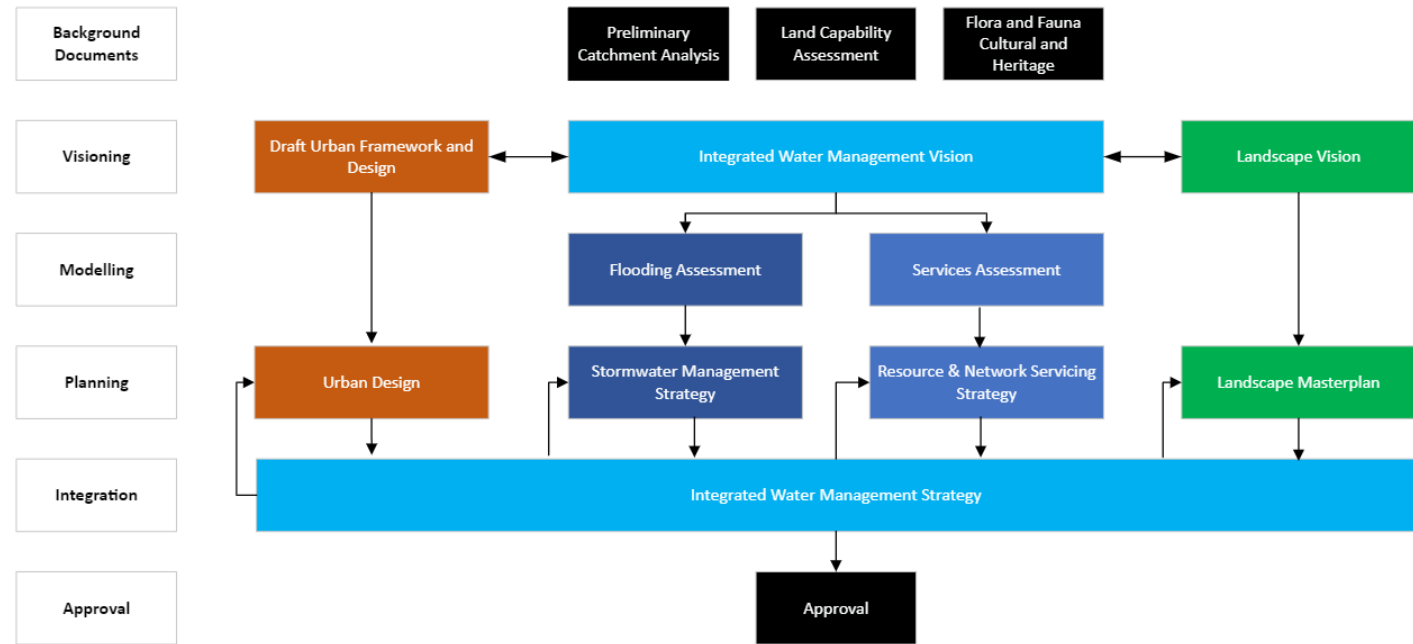 Background
Documents
Preliminary
Catchment Analysis
Land Capability
Assessment
Flora and Fauna
Cultural and
Heritage
Visioning
Draft Urban Framework and
Design
Integrated Water Management Vision
Landscape Vision
Modelling
Flooding Assessment
Services Assessment
Planning
Urban Design
Stormwater Management
Strategy
Resource & Network Servicing
Strategy
Landscape Masterplan
Integration
Integrated Water Management Strategy
Approval
Approval